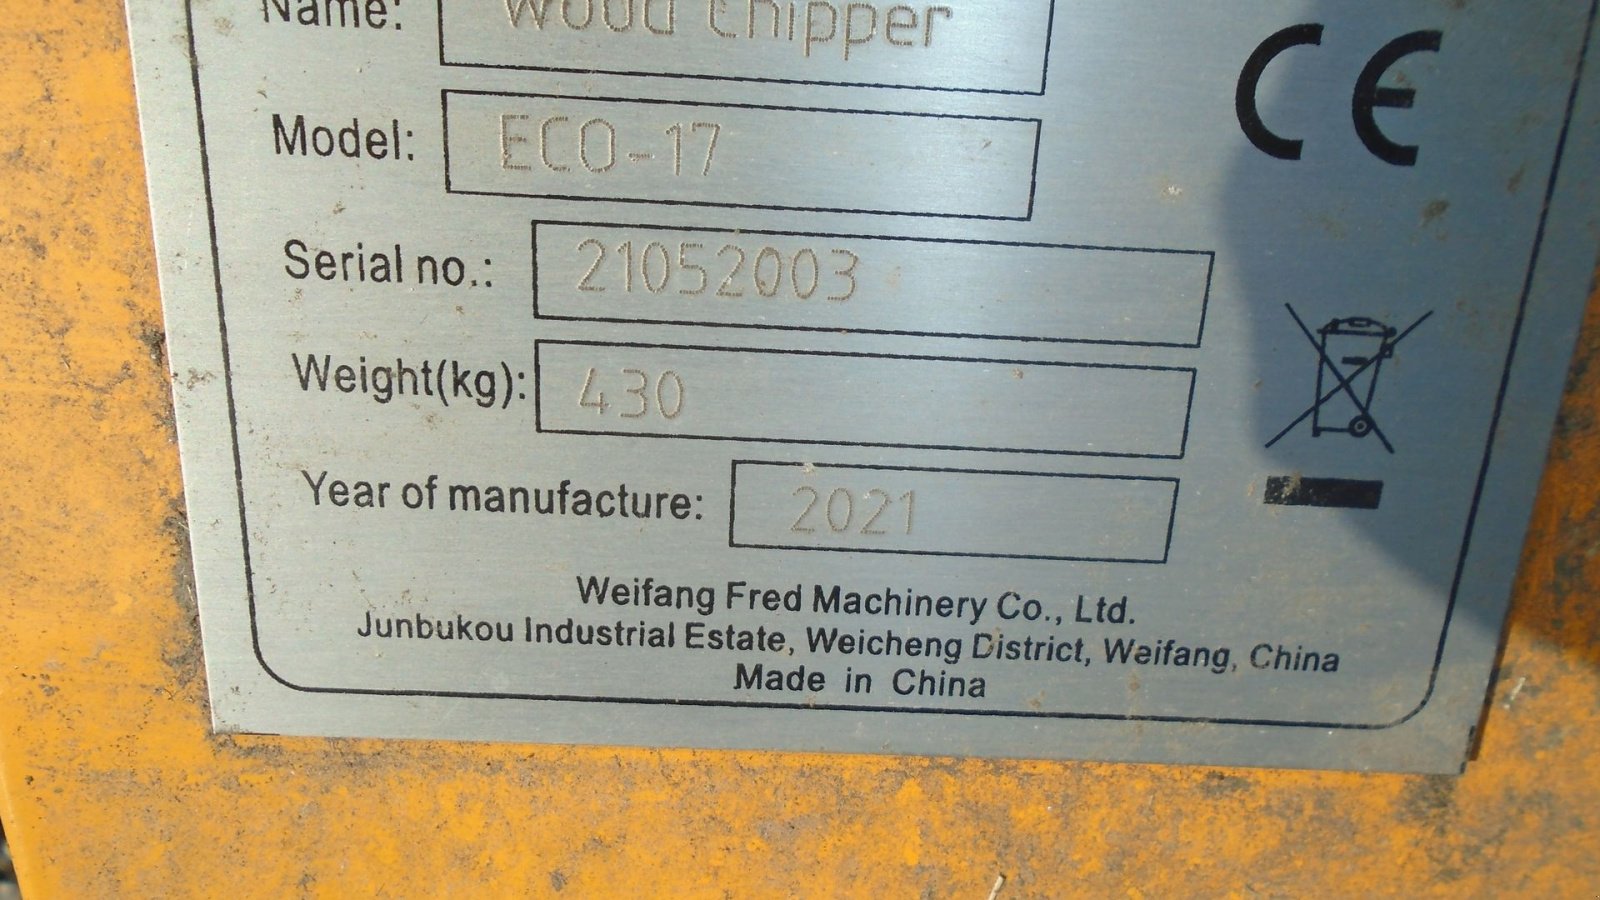 Name: Wood Chipper
CE
Model: ECO-17
Serial no.: 21052003
Weight(kg): 430
Year of manufacture: 2021
Weifang Fred Machinery Co., Ltd.
Junbukou Industrial Estate, Weicheng District, Weifang, China
Made in China